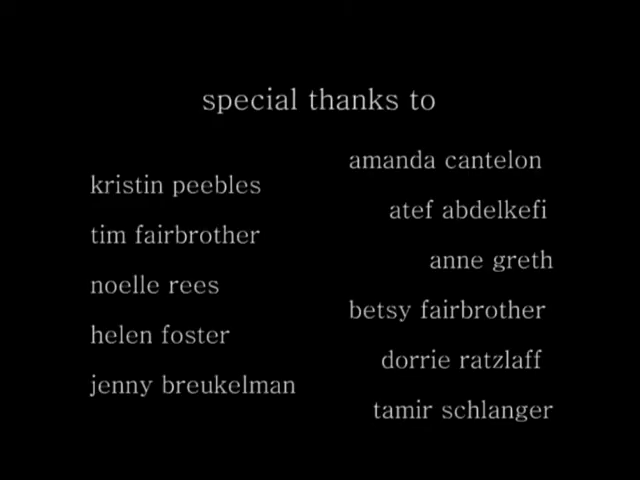 special thanks to
kristin peebles
tim fairbrother
noelle rees
helen foster
jenny breukelman
amanda cantelon
atef abdelkefi
anne greth
betsy fairbrother
dorrie ratzlaff
tamir schlanger